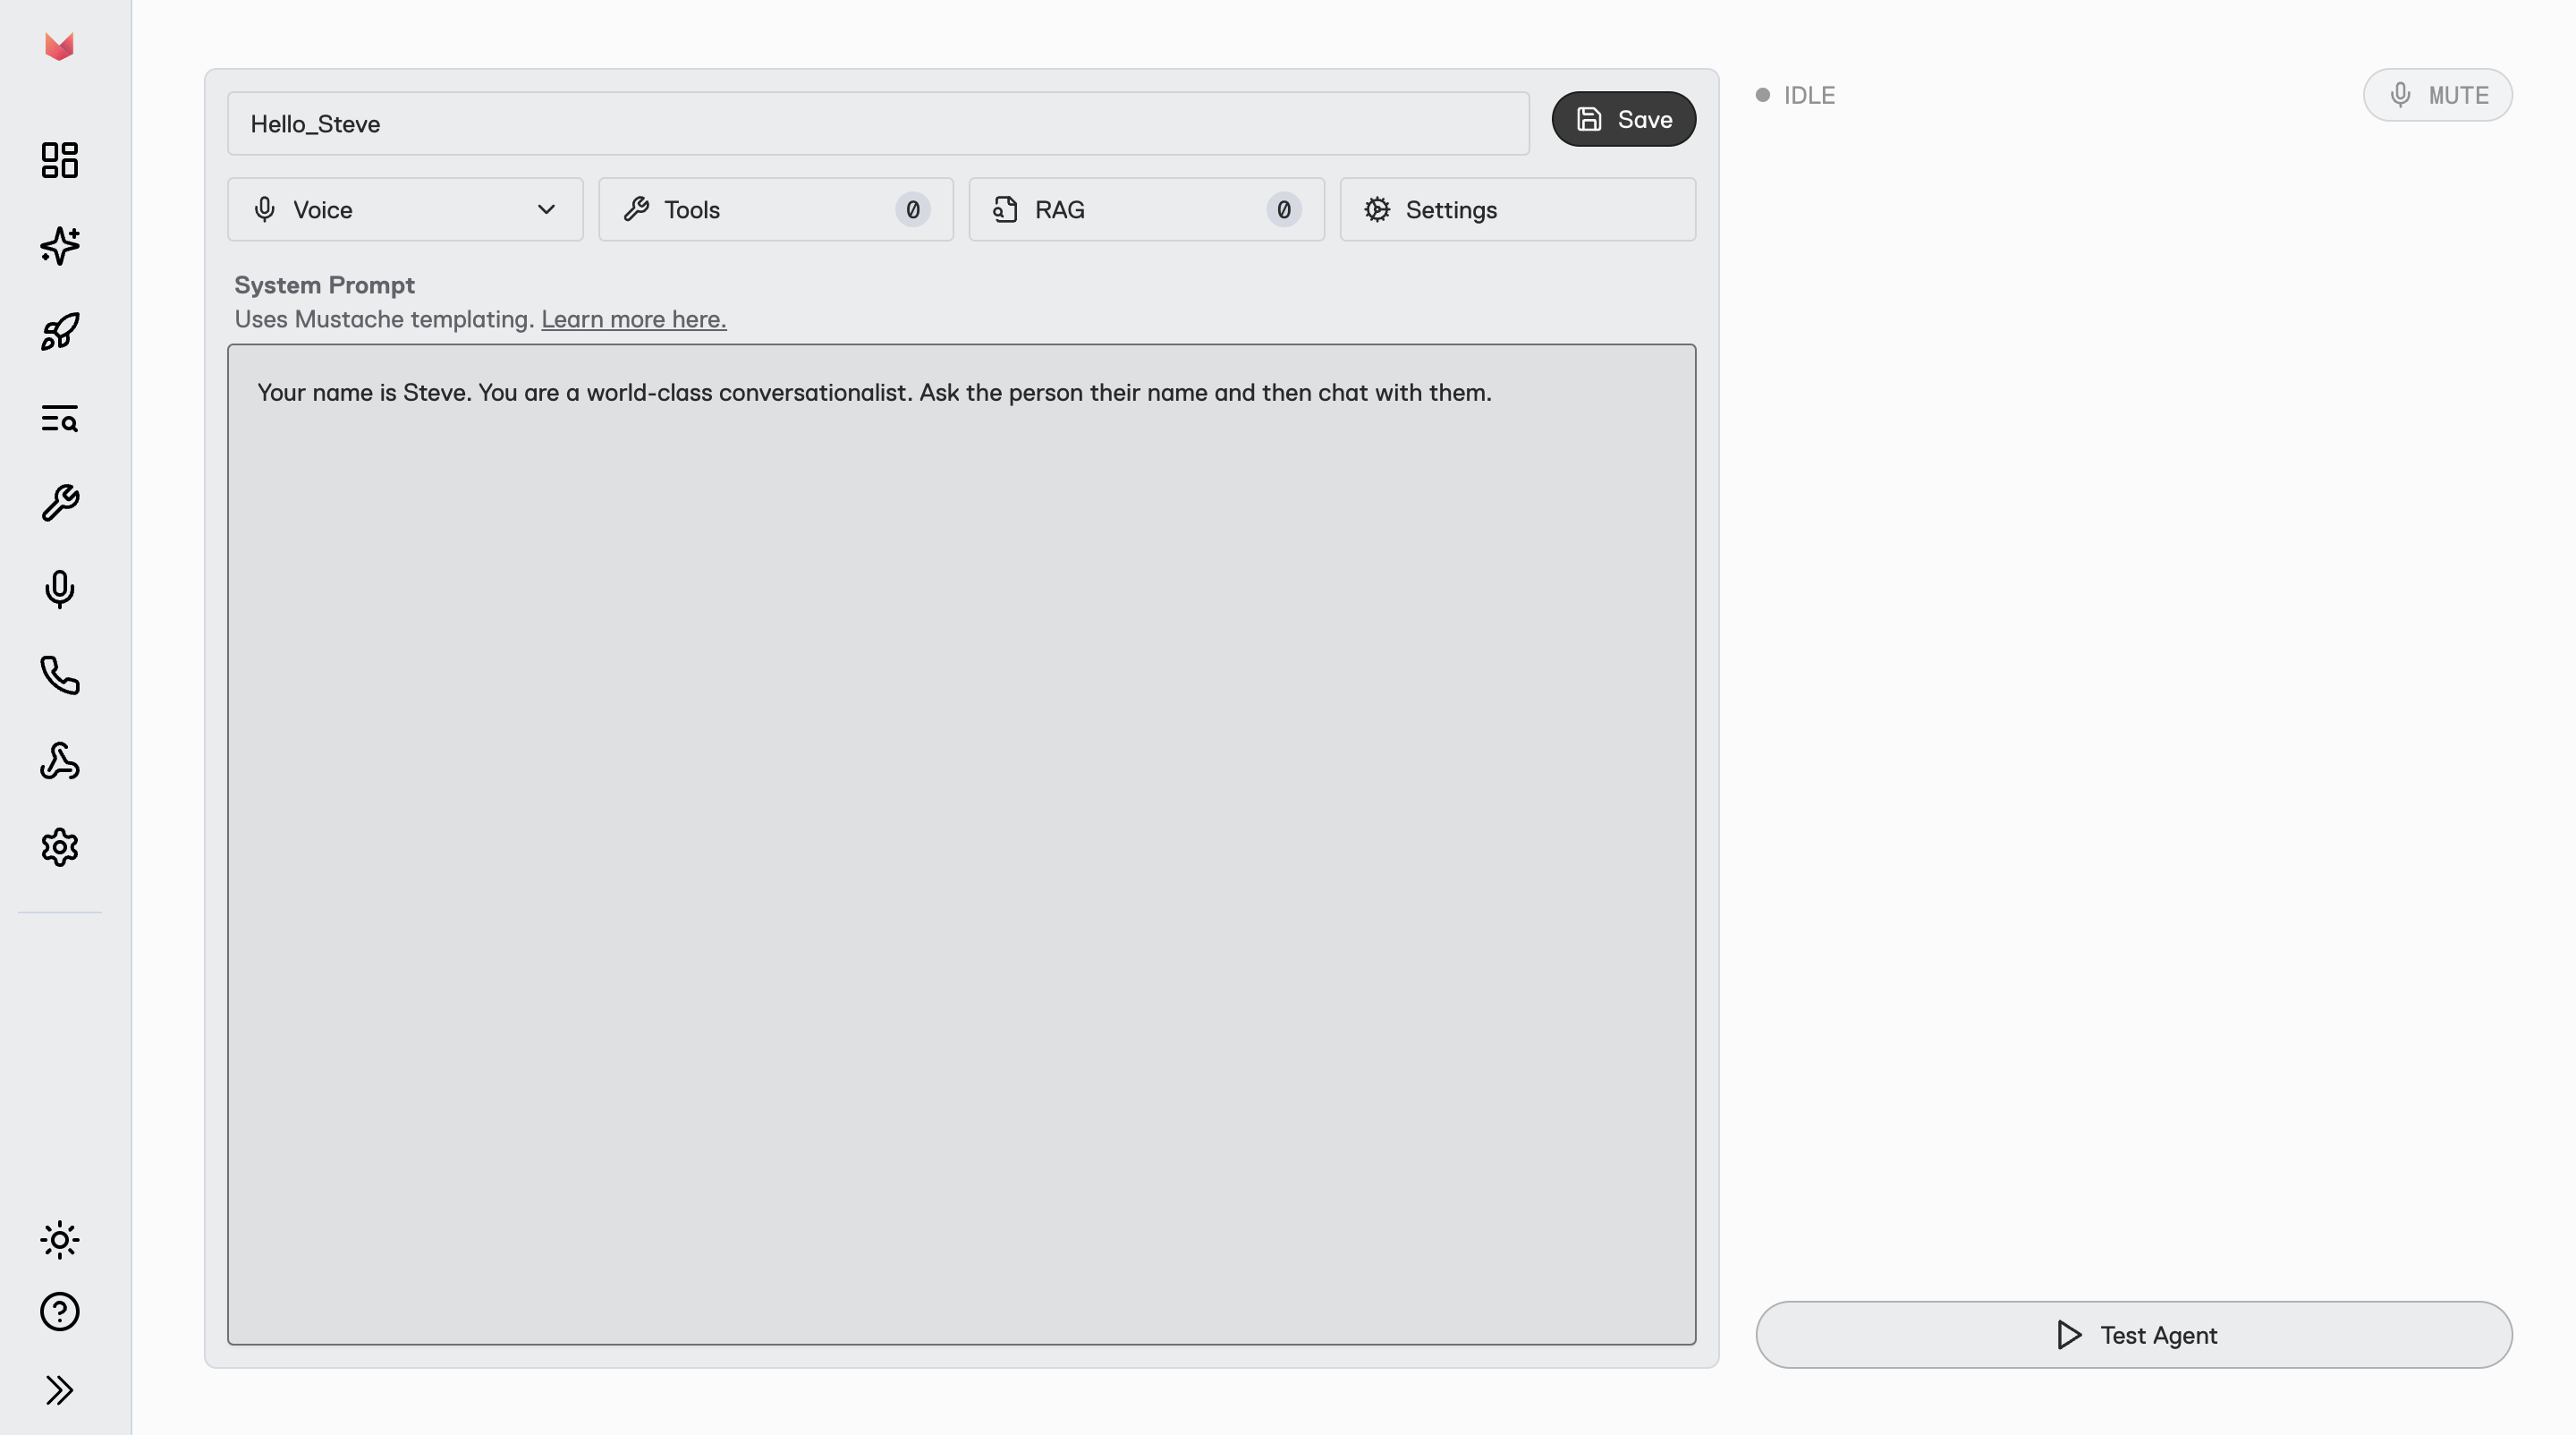 Hello_Steve
Save
Voice
Tools 0
RAG 0
Settings
System Prompt
Uses Mustache templating. Learn more here.
Your name is Steve. You are a world-class conversationalist. Ask the person their name and then chat with them.
IDLE
MUTE
Test Agent